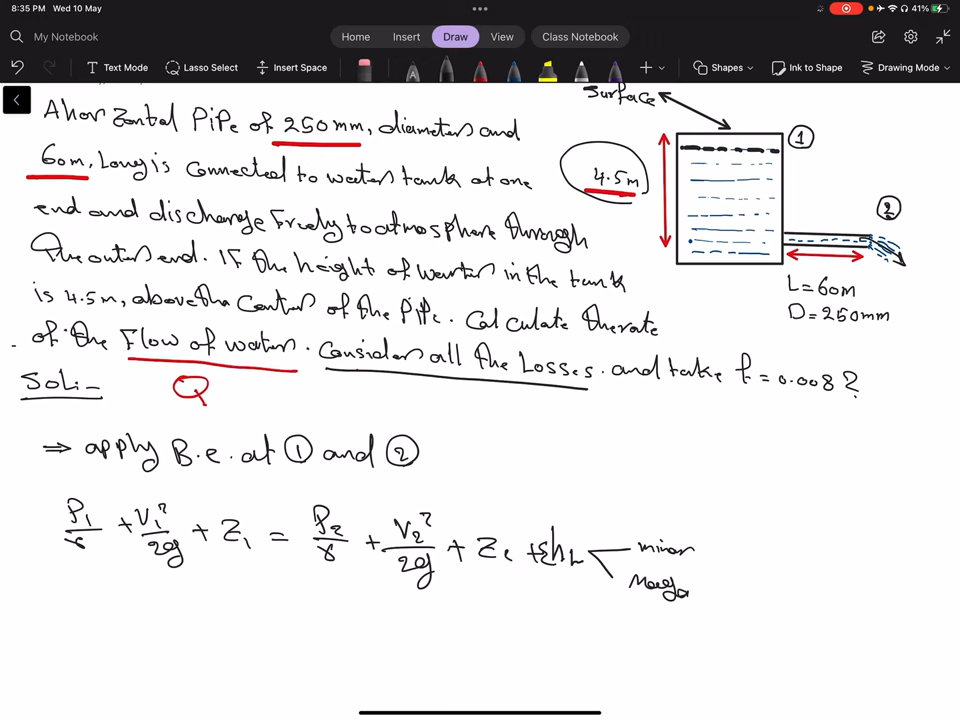 8:35 PM Wed 10 May
41%
My Notebook
Home Insert Draw View Class Notebook
Text Mode Lasso Select Insert Space Shapes Ink to Shape Drawing Mode
Surface
A horzontal PiPe of 250mm, diameter and
60m, Long is connected to water tank at one
end and discharge Freely to atmosphere through
The outer end. IF the height of water in the tank
is 4.5m, above the Center of the PiPe. Calculate the rate
of the Flow of water. Consider all the Losses. and take f = 0.008 ?
4.5m
1
2
L=60m
D=250mm
Sol:-
Q
⇒ apply B.e. at ① and ②
P₁/γ + V₁²/2g + Z₁ = P₂/γ + V₂²/2g + Z₂ + Σh_L
minor